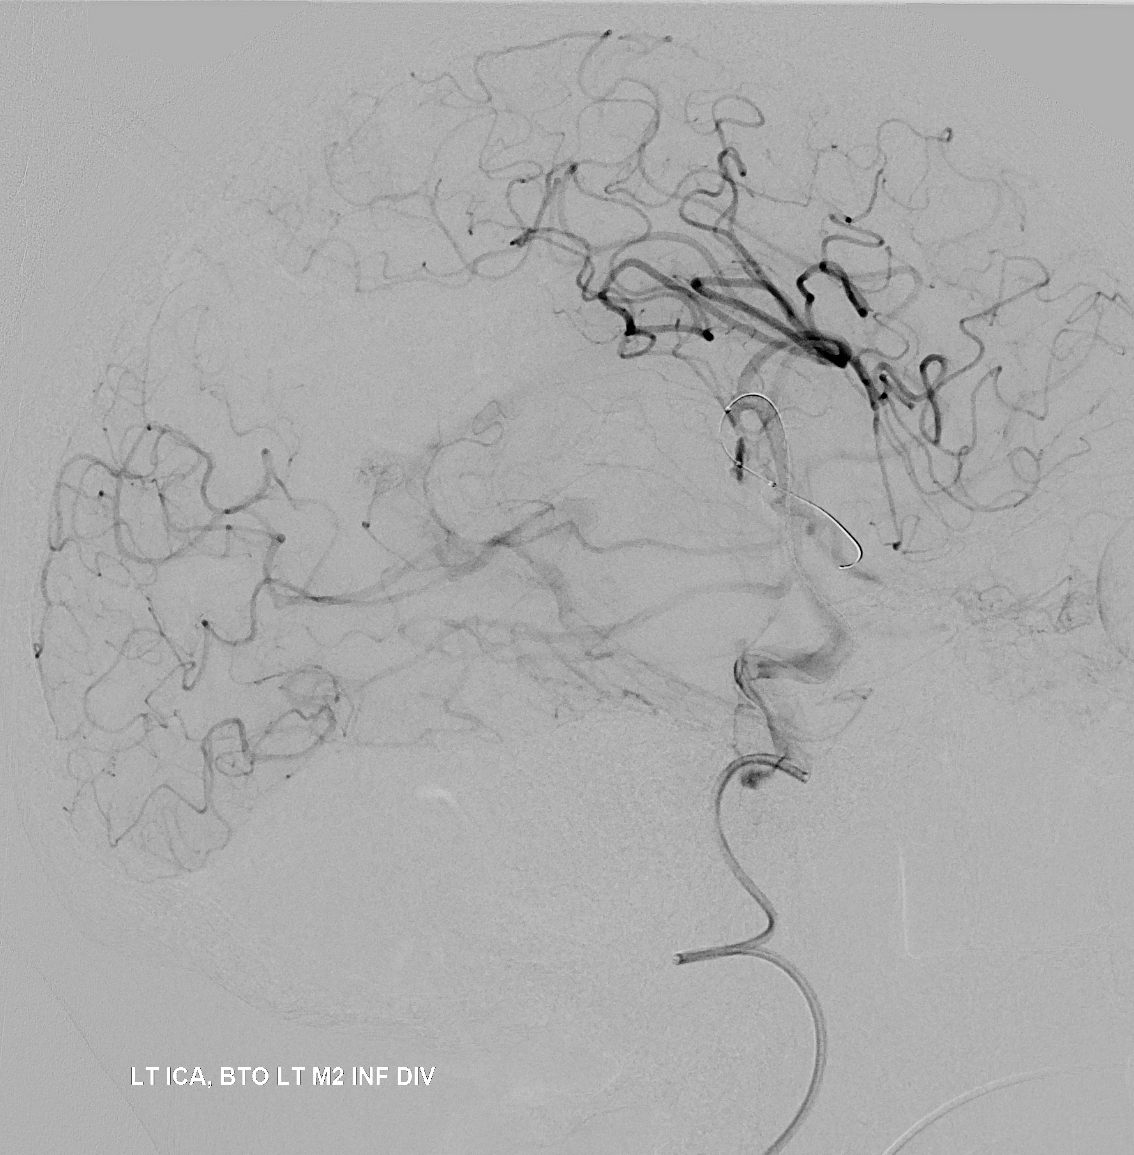 LT ICA, BTO LT M2 INF DIV